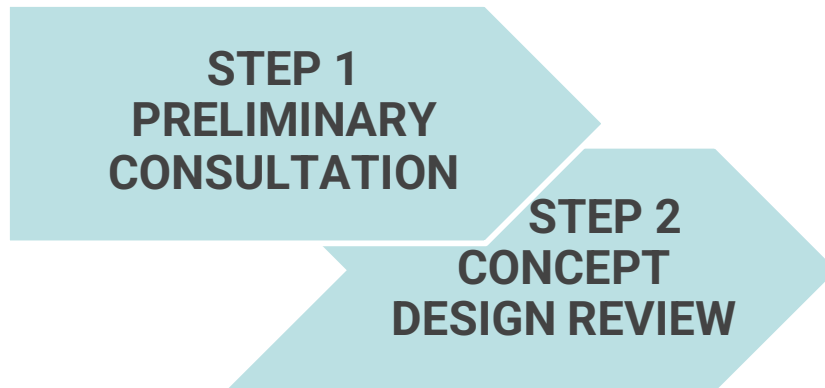 STEP 1
PRELIMINARY
CONSULTATION
STEP 2
CONCEPT
DESIGN REVIEW